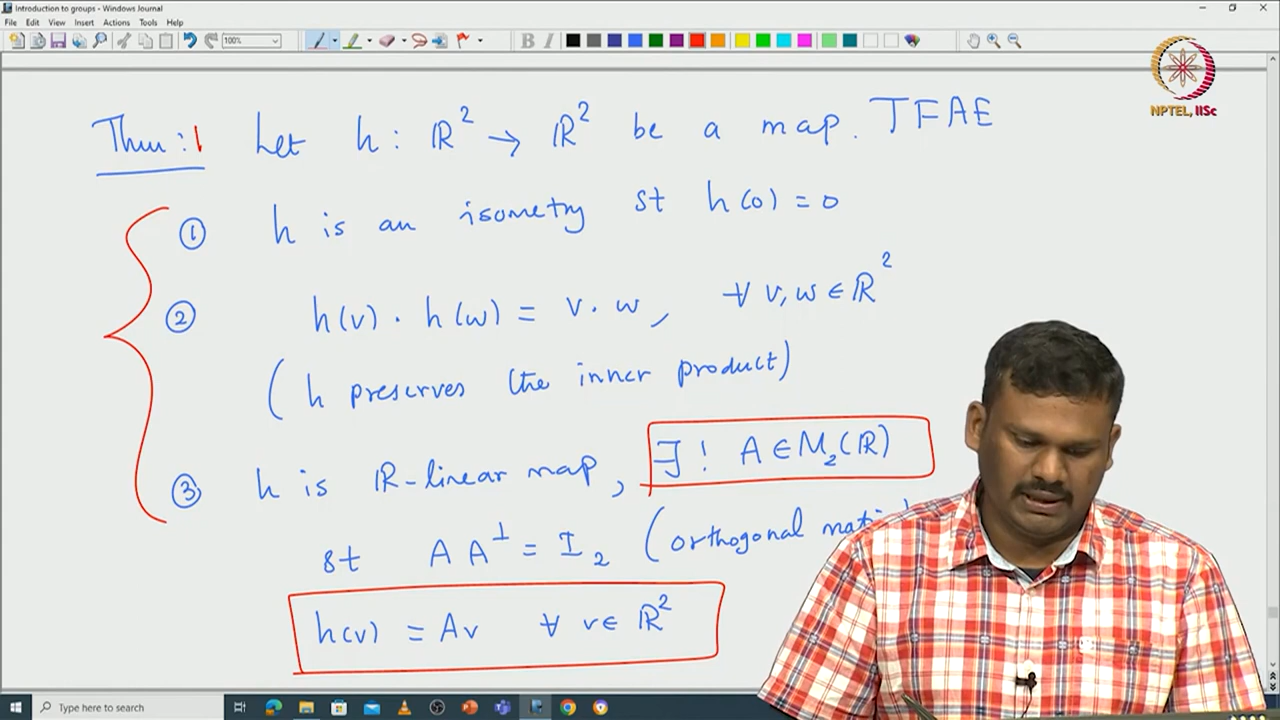 Introduction to groups - Windows Journal
File Edit View Insert Actions Tools Help
100%
B I
NPTEL, IISc
Thm : 1 Let h : ℝ² → ℝ² be a map. TFAE
① h is an isometry st h(0) = 0
② h(v) · h(w) = v · w, ∀ v, w ∈ ℝ²
(h preserves the inner product)
③ h is ℝ-linear map, ∃! A ∈ M₂(ℝ)
st A A^⊥ = I₂ (orthogonal
h(v) = Av ∀ v ∈ ℝ²
Type here to search